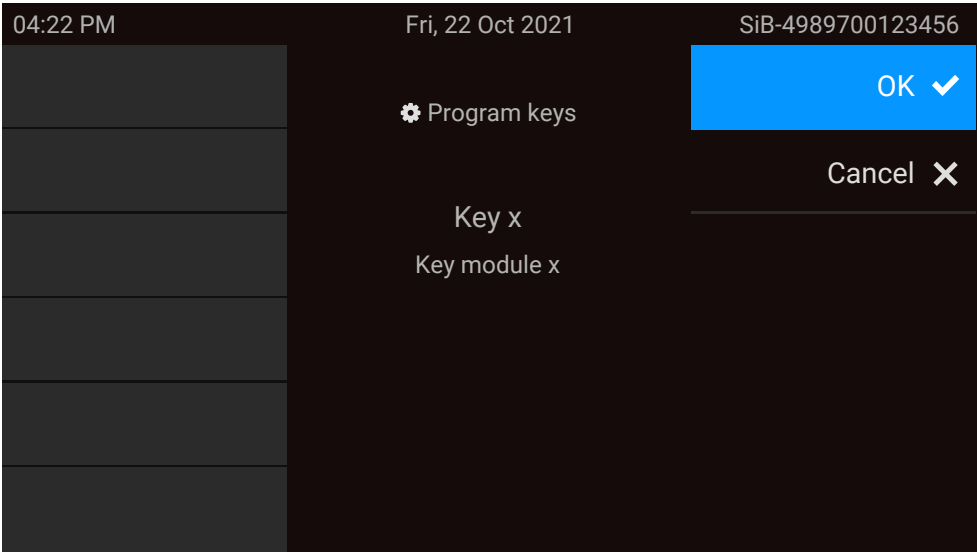 04:22 PM Fri, 22 Oct 2021 SiB-4989700123456
OK
Program keys
Cancel
Key x
Key module x